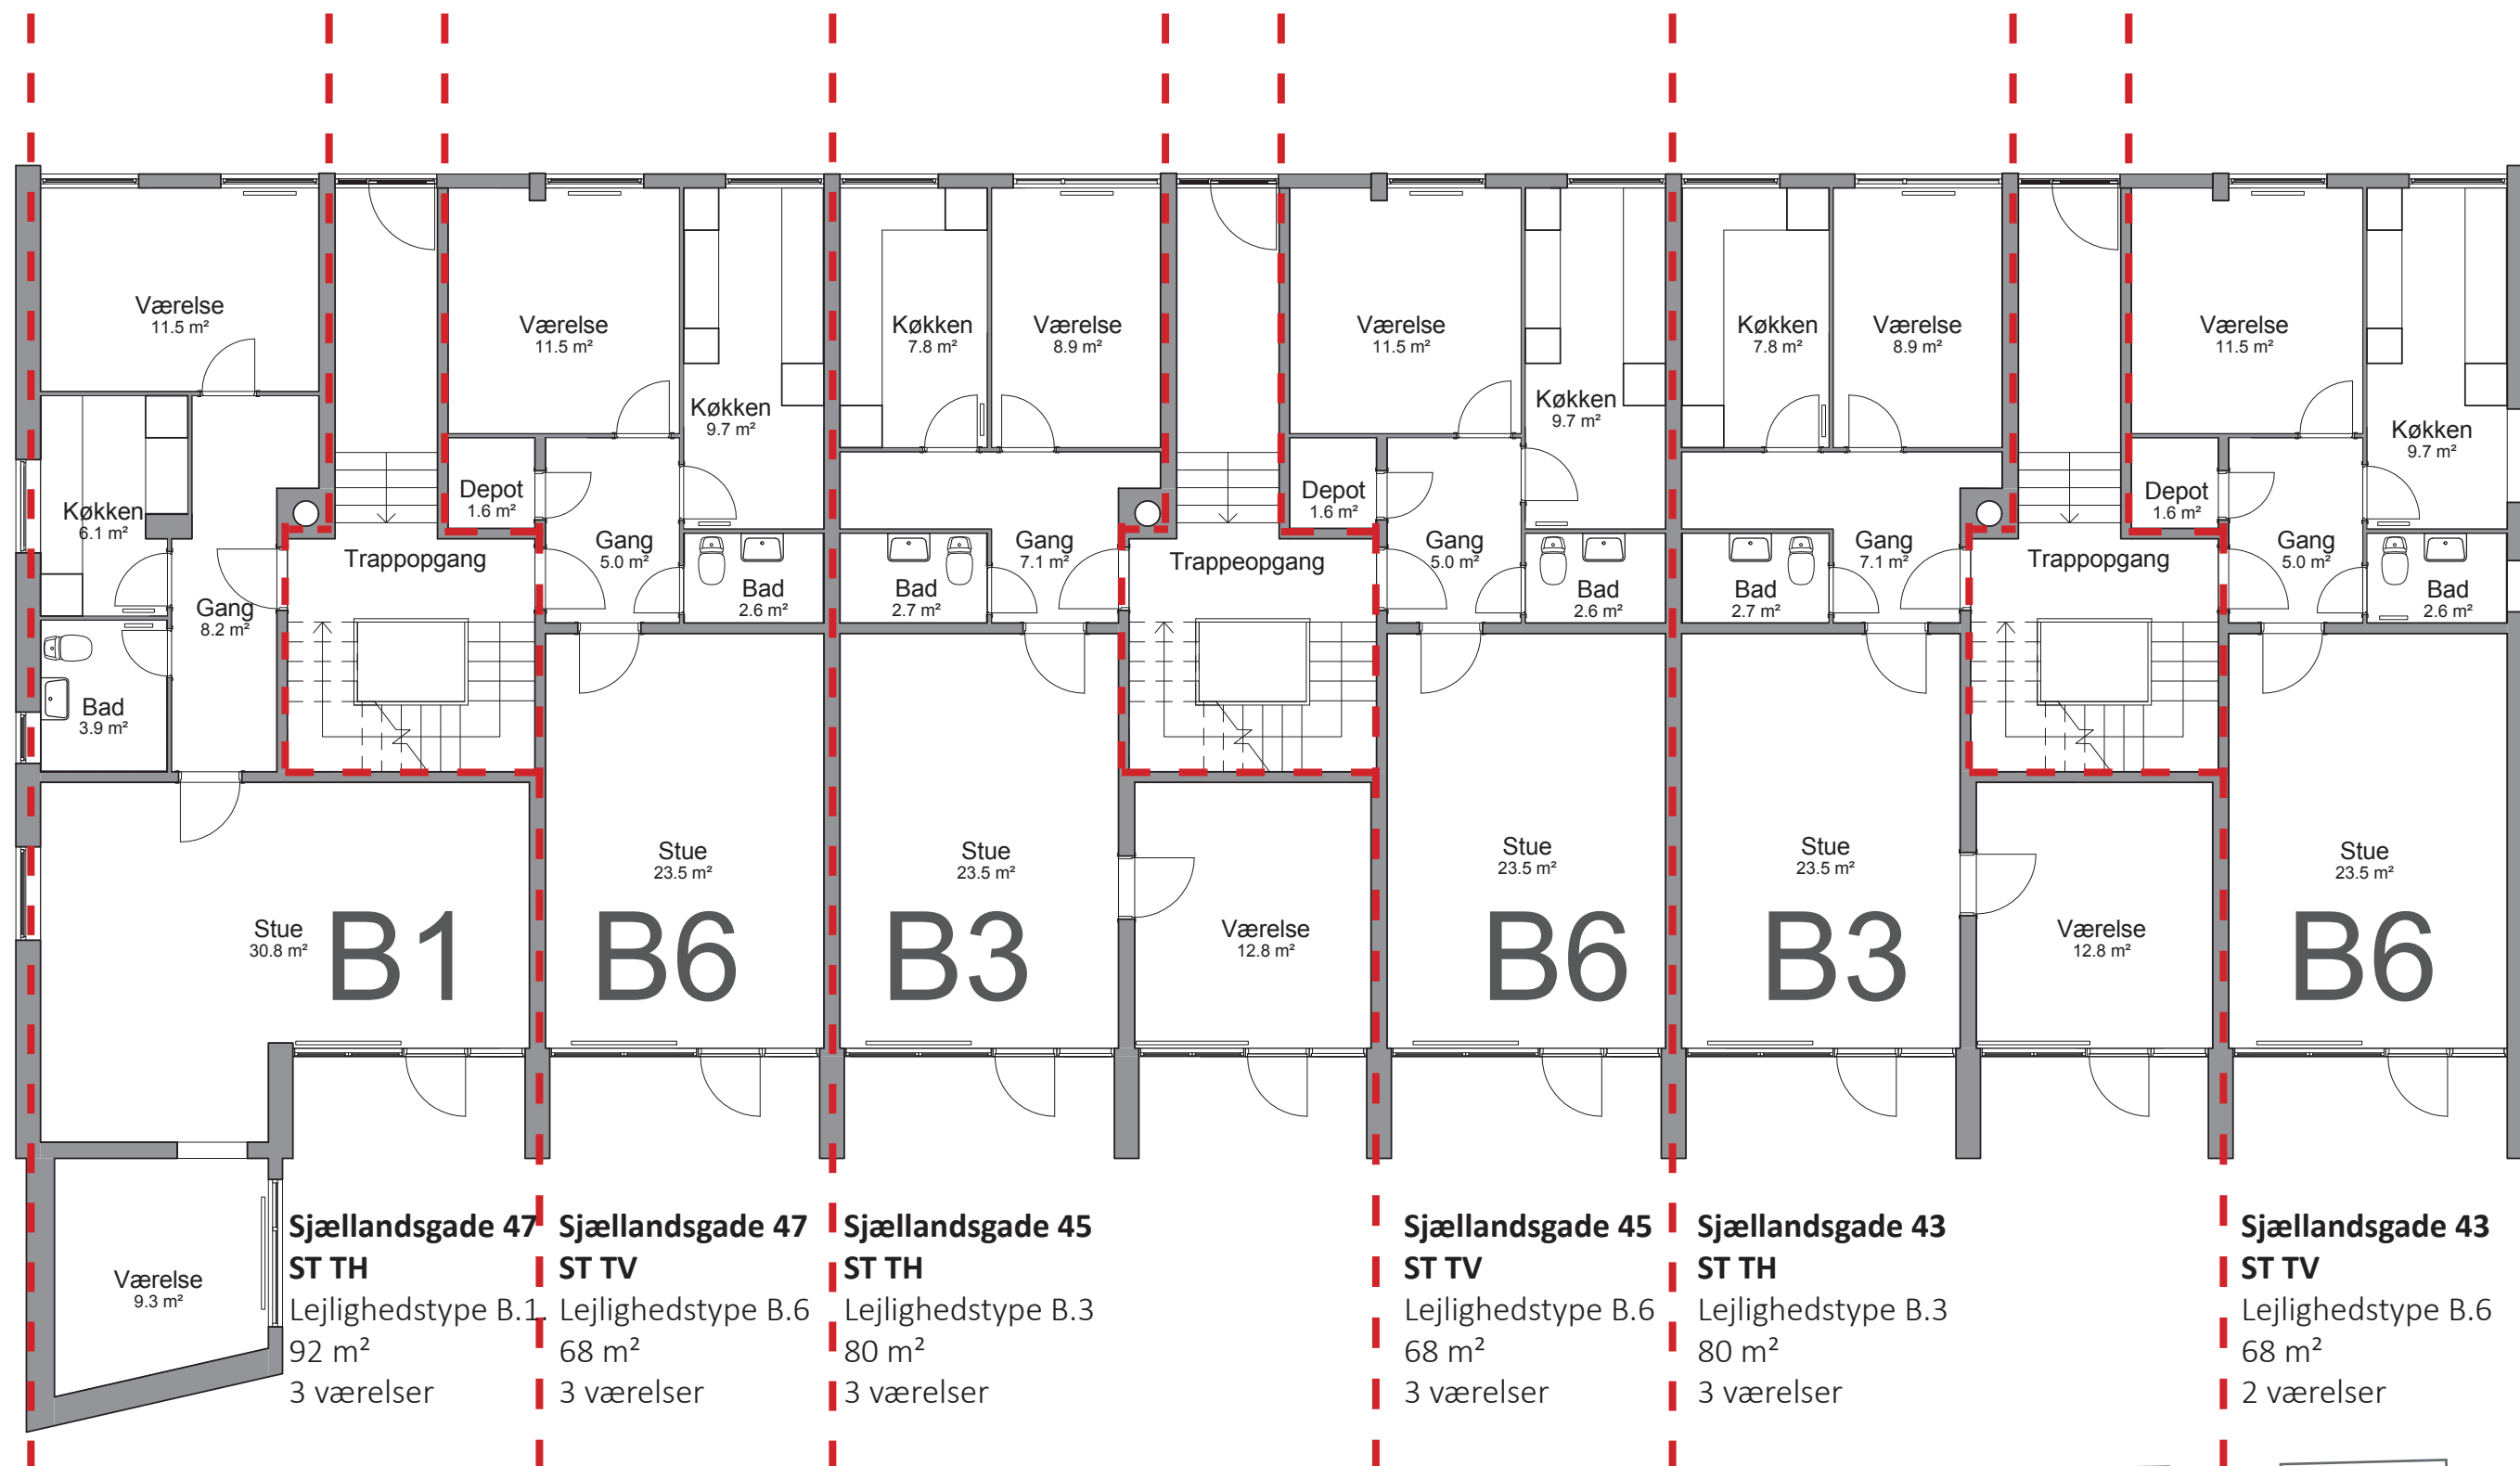 Værelse
11.5 m²
Køkken
6.1 m²
Gang
8.2 m²
Bad
3.9 m²
Trappopgang
Stue
30.8 m²
B1
Værelse
9.3 m²
Værelse
11.5 m²
Køkken
9.7 m²
Depot
1.6 m²
Gang
5.0 m²
Bad
2.6 m²
Stue
23.5 m²
B6
Køkken
7.8 m²
Værelse
8.9 m²
Gang
7.1 m²
Bad
2.7 m²
Trappeopgang
Stue
23.5 m²
B3
Værelse
12.8 m²
Værelse
11.5 m²
Køkken
9.7 m²
Depot
1.6 m²
Gang
5.0 m²
Bad
2.6 m²
Stue
23.5 m²
B6
Køkken
7.8 m²
Værelse
8.9 m²
Gang
7.1 m²
Bad
2.7 m²
Trappopgang
Stue
23.5 m²
B3
Værelse
12.8 m²
Værelse
11.5 m²
Køkken
9.7 m²
Depot
1.6 m²
Gang
5.0 m²
Bad
2.6 m²
Stue
23.5 m²
B6
Sjællandsgade 47
ST TH
Lejlighedstype B.1.
92 m²
3 værelser
Sjællandsgade 47
ST TV
Lejlighedstype B.6
68 m²
3 værelser
Sjællandsgade 45
ST TH
Lejlighedstype B.3
80 m²
3 værelser
Sjællandsgade 45
ST TV
Lejlighedstype B.6
68 m²
3 værelser
Sjællandsgade 43
ST TH
Lejlighedstype B.3
80 m²
3 værelser
Sjællandsgade 43
ST TV
Lejlighedstype B.6
68 m²
2 værelser